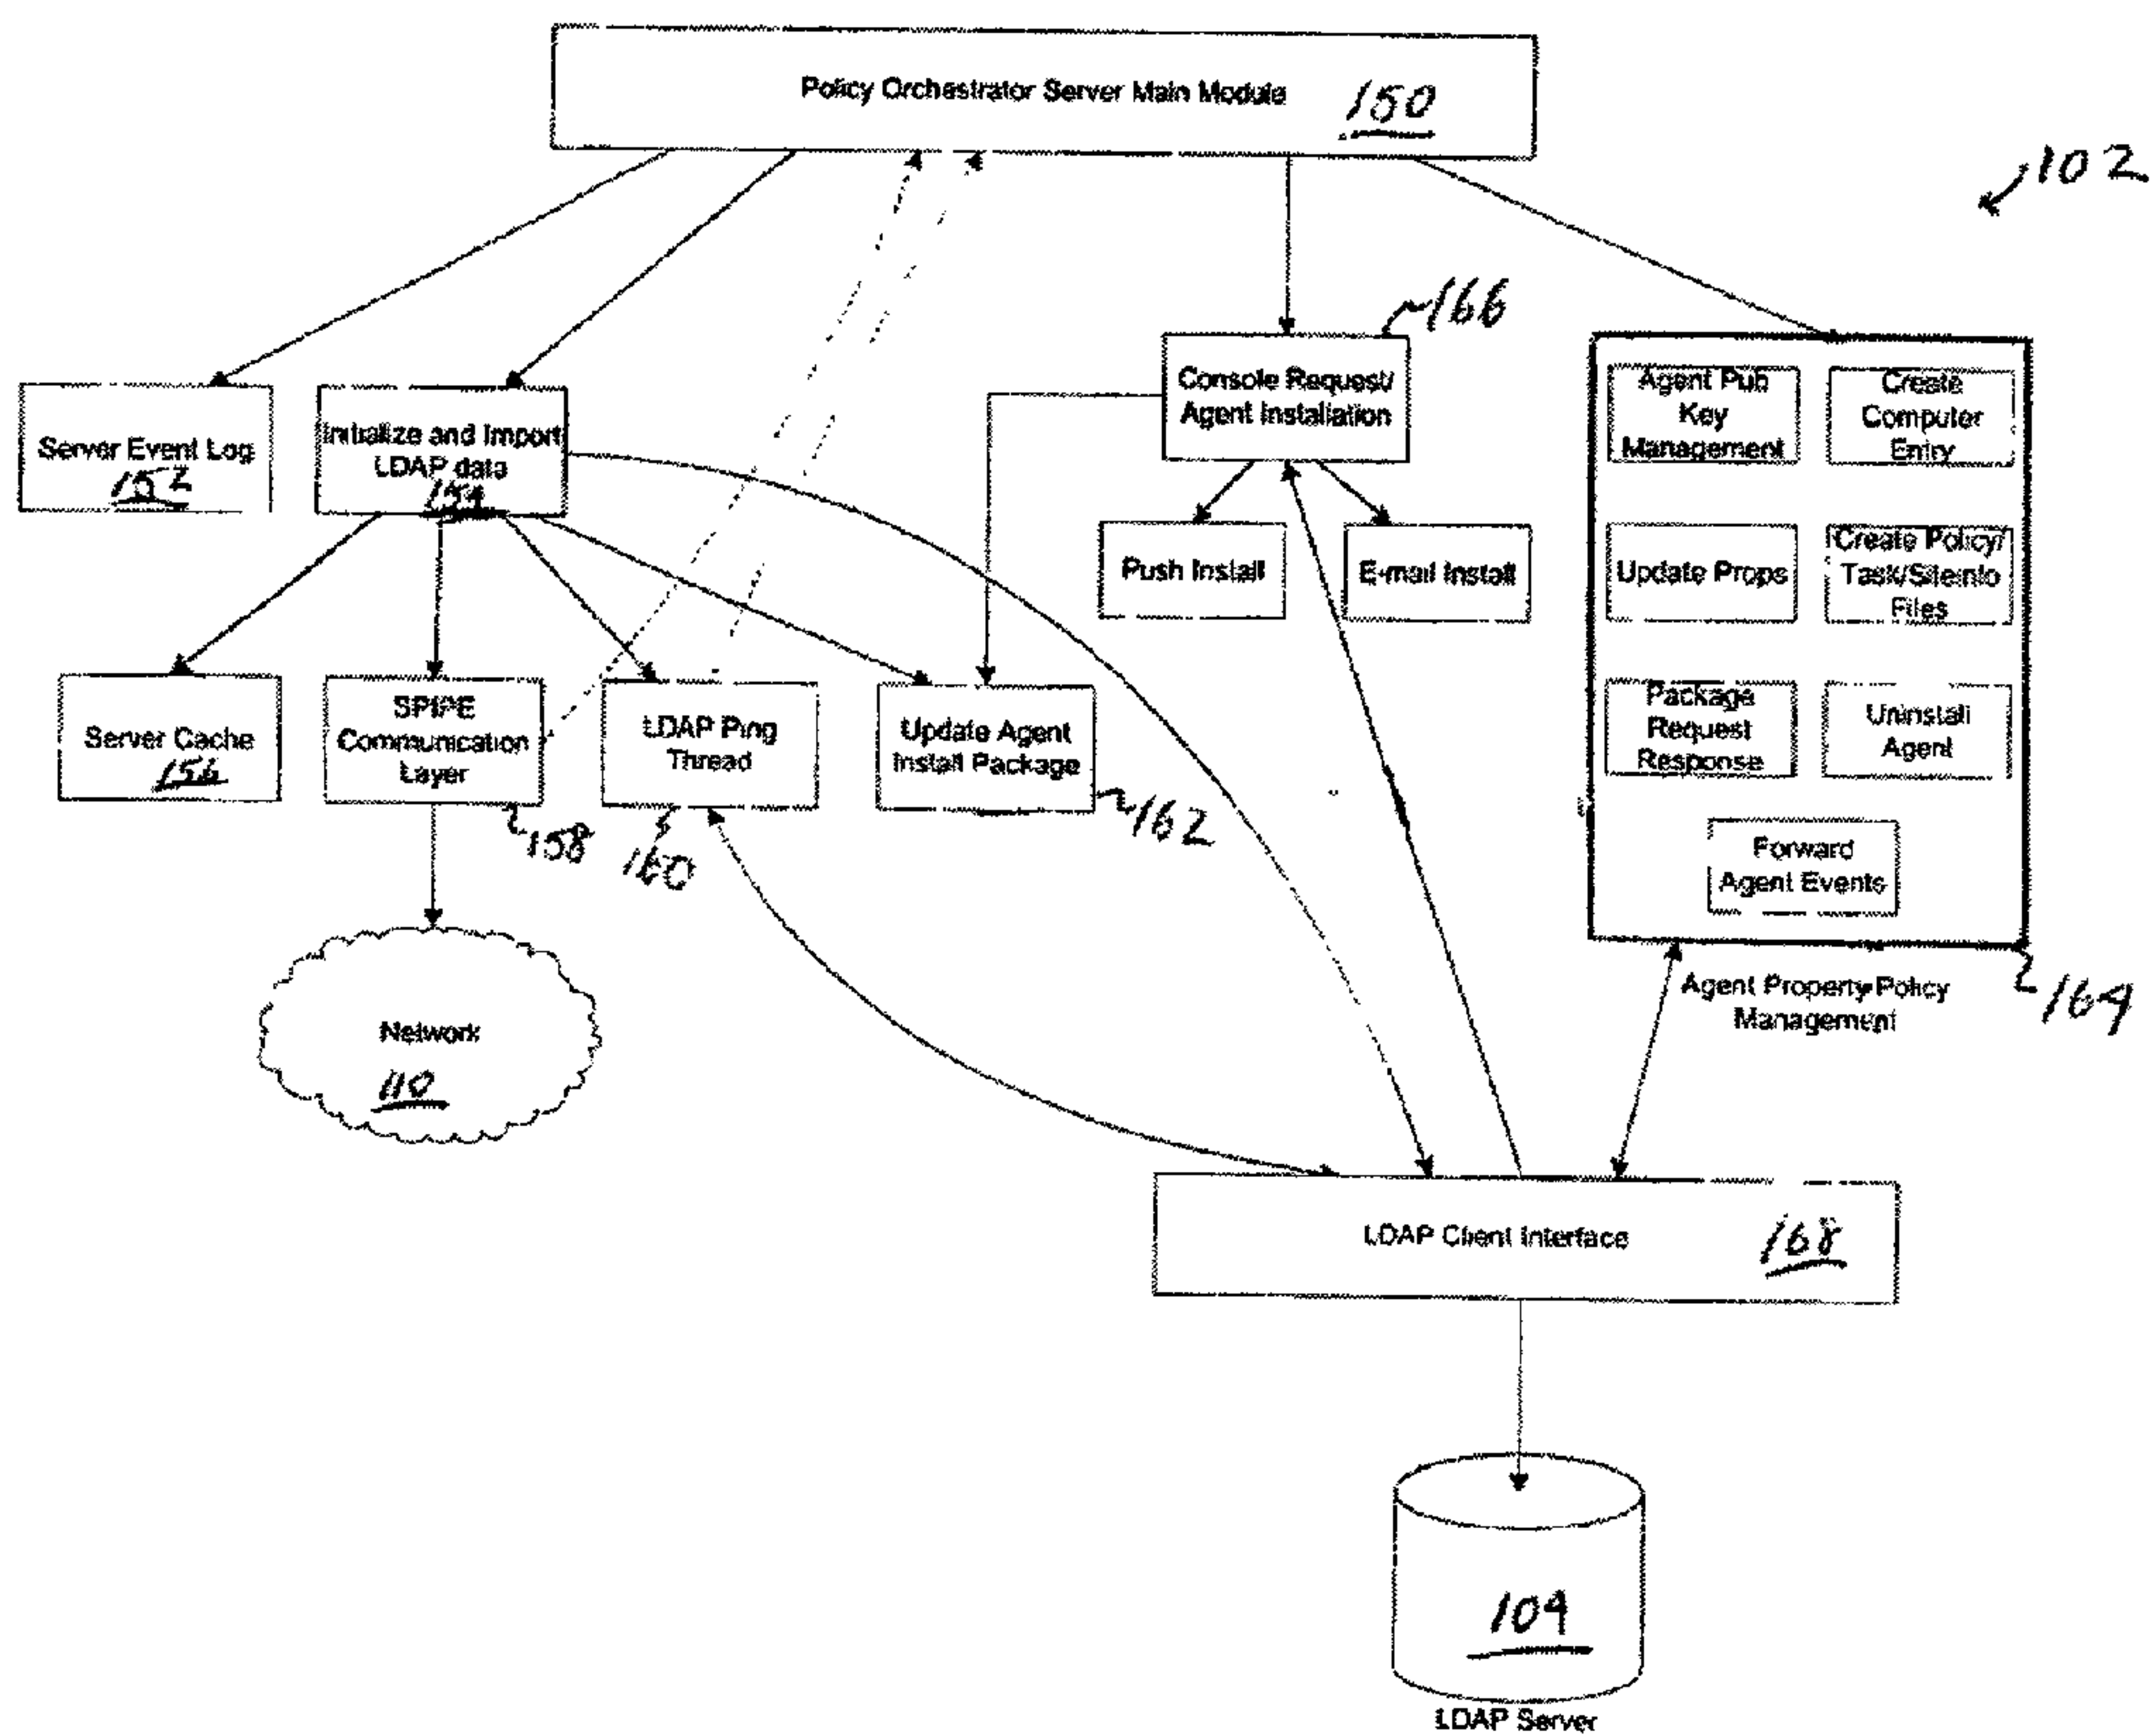 Policy Orchestrator Server Main Module
150
102
166
Server Event Log
152
Initialize and Import
LDAP data
154
Console Request/
Agent Installation
Agent Pub
Key
Management
Create
Computer
Entry
Push Install
E-mail Install
Update Props
Create Policy/
Task/SiteInfo
Files
Server Cache
156
SPIPE
Communication
Layer
158
LDAP Ping
Thread
160
Update Agent
Install Package
162
Package
Request
Response
Uninstall
Agent
Forward
Agent Events
Network
110
Agent Property-Policy
Management
164
LDAP Client Interface
168
104
LDAP Server